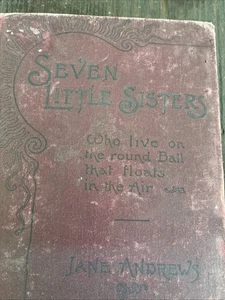 SEVEN
LITTLE SISTERS
Who live on
the round Ball
that floats
in the Air
JANE ANDREWS